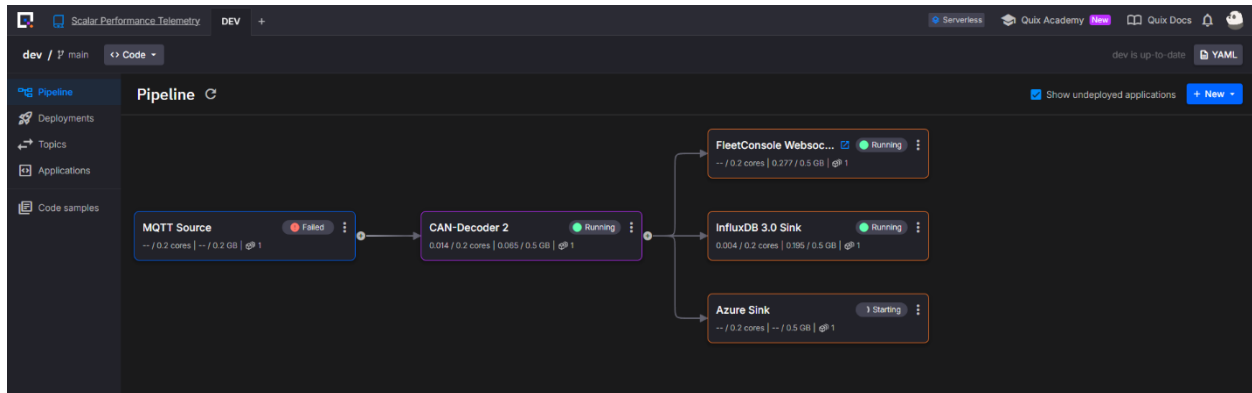 Scalar Performance Telemetry DEV +
Serverless Quix Academy New Quix Docs
dev / main <> Code
dev is up-to-date YAML
Pipeline
Deployments
Topics
Applications
Code samples
Pipeline
Show undeployed applications + New
FleetConsole Websoc... Running
-- / 0.2 cores | 0.277 / 0.5 GB | 1
MQTT Source Failed
-- / 0.2 cores | -- / 0.2 GB | 1
CAN-Decoder 2 Running
0.014 / 0.2 cores | 0.065 / 0.5 GB | 1
InfluxDB 3.0 Sink Running
0.004 / 0.2 cores | 0.195 / 0.5 GB | 1
Azure Sink Starting
-- / 0.2 cores | -- / 0.5 GB | 1